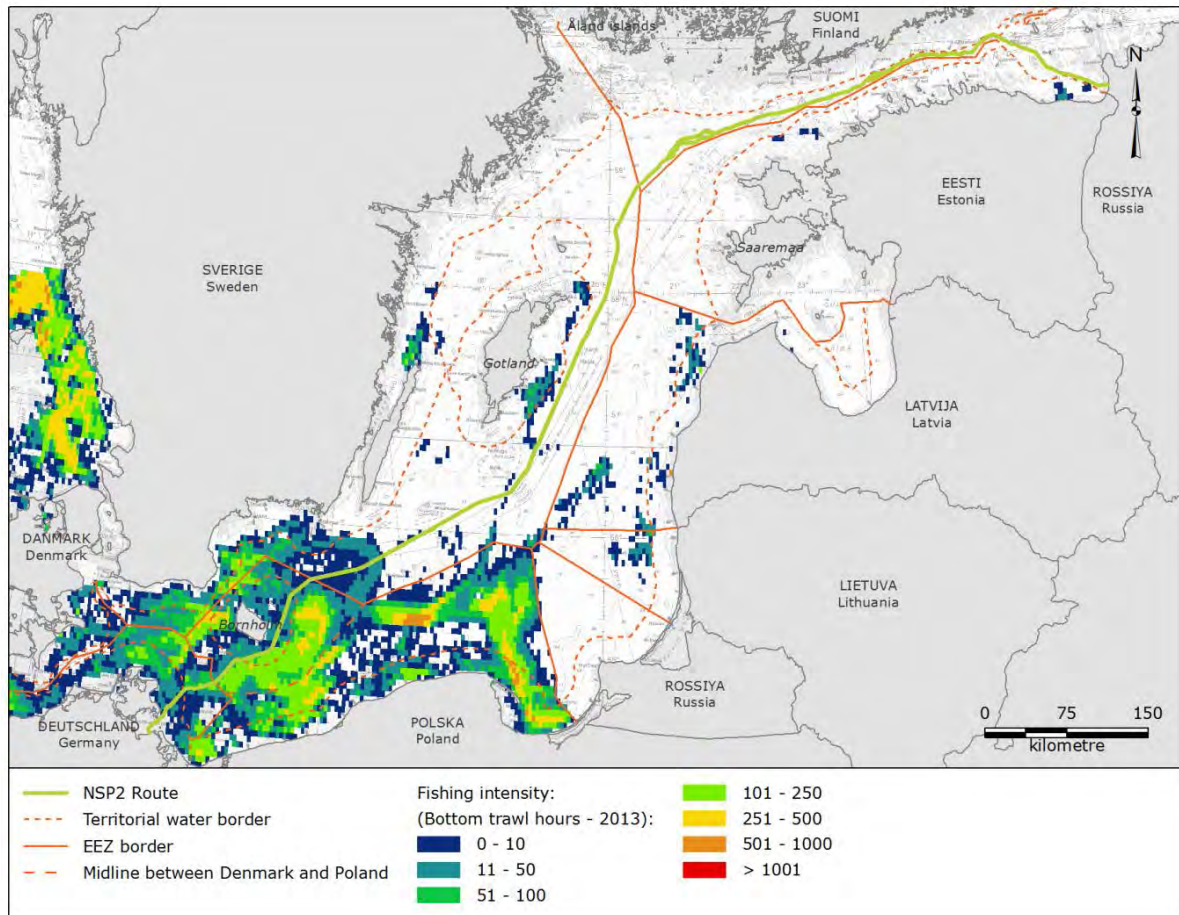 Åland islands
SUOMI
Finland
N
EESTI
Estonia
ROSSIYA
Russia
SVERIGE
Sweden
Saaremaa
Gotland
LATVIJA
Latvia
DANMARK
Denmark
LIETUVA
Lithuania
Bornholm
ROSSIYA
Russia
DEUTSCHLAND
Germany
POLSKA
Poland
0 75 150
kilometre
NSP2 Route
Territorial water border
EEZ border
Midline between Denmark and Poland
Fishing intensity:
(Bottom trawl hours - 2013):
0 - 10
11 - 50
51 - 100
101 - 250
251 - 500
501 - 1000
> 1001